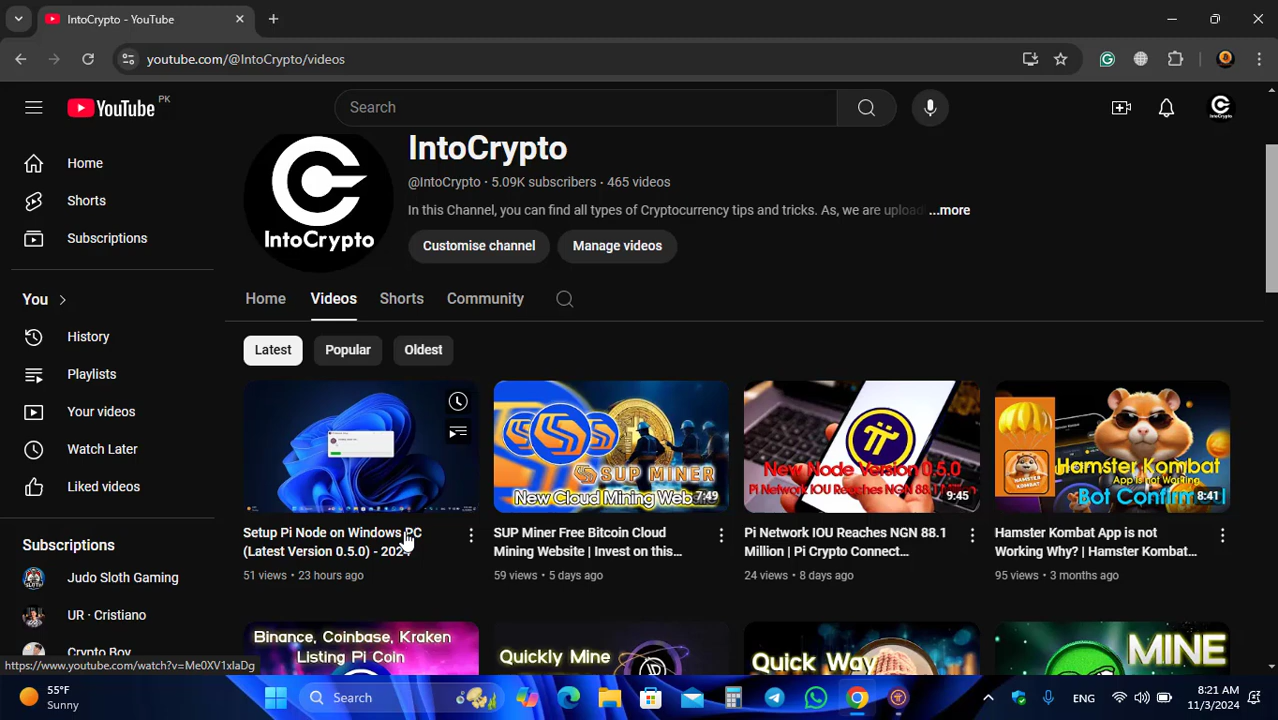 IntoCrypto - YouTube
youtube.com/@IntoCrypto/videos
YouTube PK
Search
IntoCrypto
Home
Shorts
Subscriptions
You
History
Playlists
Your videos
Watch Later
Liked videos
Subscriptions
Judo Sloth Gaming
UR · Cristiano
Crypto Boy
IntoCrypto
IntoCrypto
@IntoCrypto · 5.09K subscribers · 465 videos
In this Channel, you can find all types of Cryptocurrency tips and tricks. As, we are upload ...more
Customise channel
Manage videos
Home
Videos
Shorts
Community
Latest
Popular
Oldest
Setup Pi Node on Windows PC
(Latest Version 0.5.0) - 2024
51 views · 23 hours ago
SUP MINER
New Cloud Mining Web
7:49
SUP Miner Free Bitcoin Cloud
Mining Website | Invest on this...
59 views · 5 days ago
New Node Version 0.5.0
Pi Network IOU Reaches NGN 88.1
9:45
Pi Network IOU Reaches NGN 88.1
Million | Pi Crypto Connect...
24 views · 8 days ago
HAMSTER
KOMBAT
Hamster Kombat
App is not Working
Bot Confirm
8:41
Hamster Kombat App is not
Working Why? | Hamster Kombat...
95 views · 3 months ago
Binance, Coinbase, Kraken
Listing Pi Coin
Quickly Mine
Quick Way
MINE
https://www.youtube.com/watch?v=Me0XV1xlaDg
55°F
Sunny
Search
ENG
8:21 AM
11/3/2024